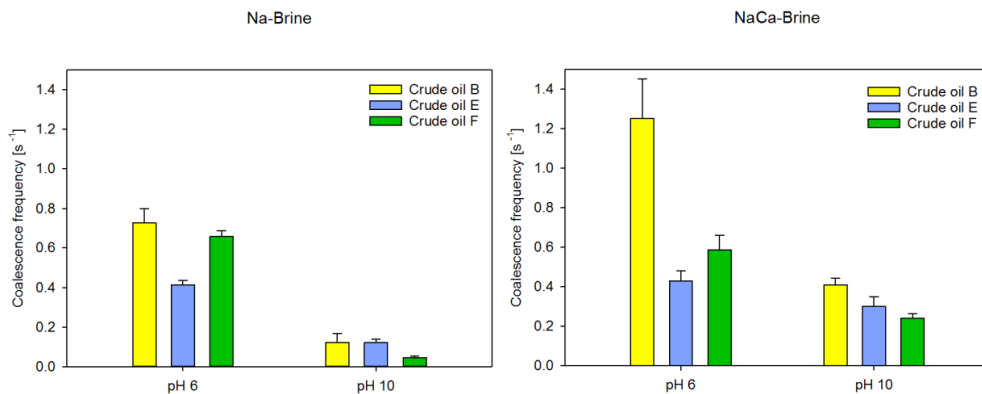 Na-Brine
Coalescence frequency [s⁻¹]
1.4
1.2
1.0
0.8
0.6
0.4
0.2
0.0
Crude oil B
Crude oil E
Crude oil F
pH 6
pH 10
NaCa-Brine
Coalescence frequency [s⁻¹]
1.4
1.2
1.0
0.8
0.6
0.4
0.2
0.0
Crude oil B
Crude oil E
Crude oil F
pH 6
pH 10